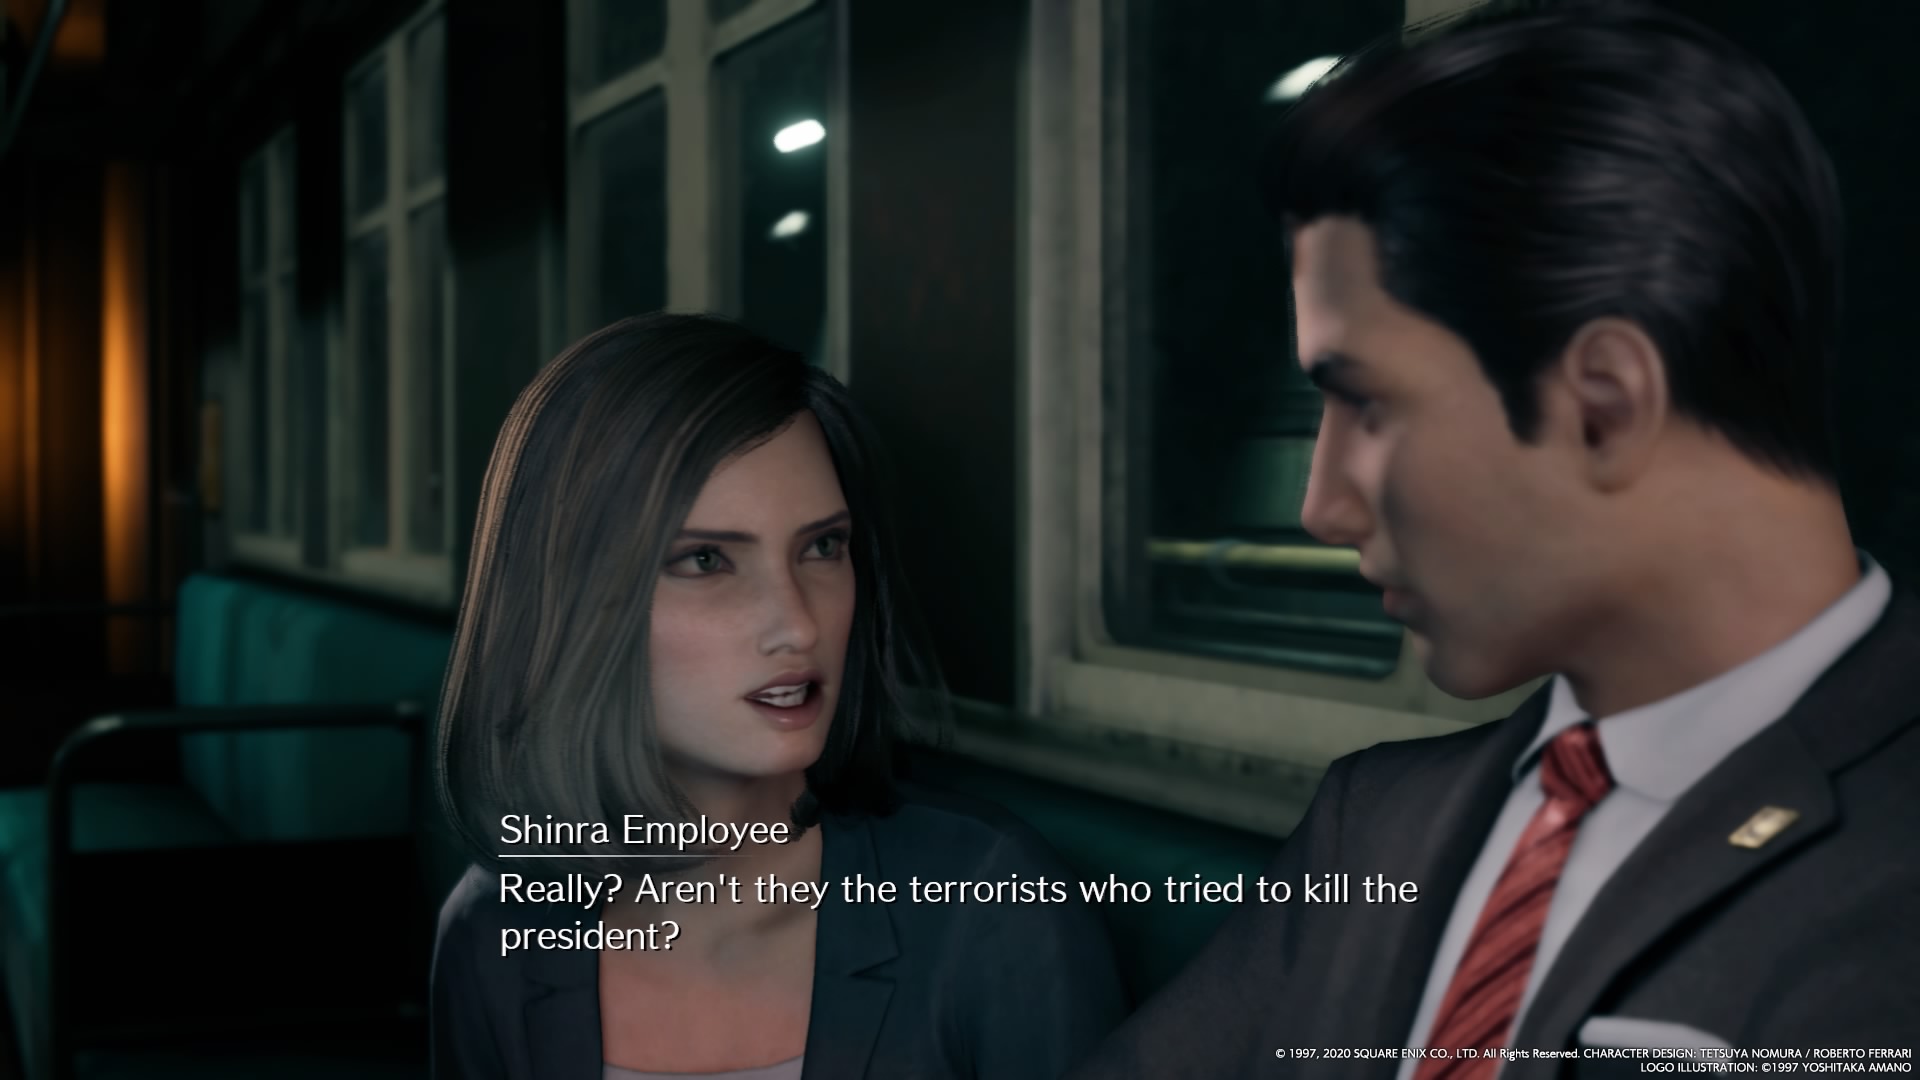 Shinra Employee
Really? Aren't they the terrorists who tried to kill the
president?
© 1997, 2020 SQUARE ENIX CO., LTD. All Rights Reserved. CHARACTER DESIGN: TETSUYA NOMURA / ROBERTO FERRARI
LOGO ILLUSTRATION: ©1997 YOSHITAKA AMANO